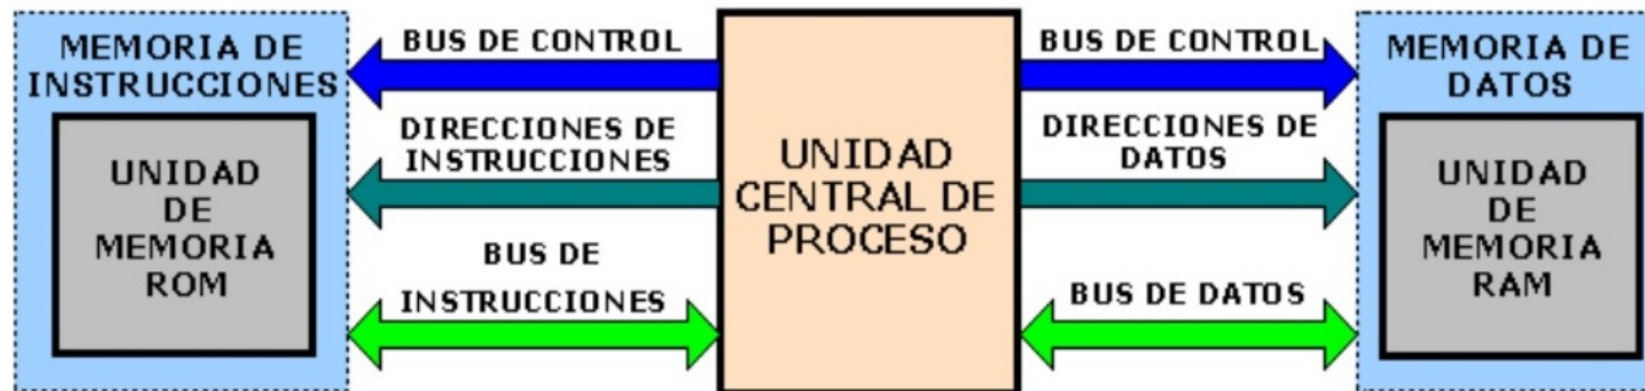 MEMORIA DE
INSTRUCCIONES
UNIDAD
DE
MEMORIA
ROM
BUS DE CONTROL
DIRECCIONES DE
INSTRUCCIONES
BUS DE
INSTRUCCIONES
UNIDAD
CENTRAL DE
PROCESO
BUS DE CONTROL
DIRECCIONES DE
DATOS
BUS DE DATOS
MEMORIA DE
DATOS
UNIDAD
DE
MEMORIA
RAM